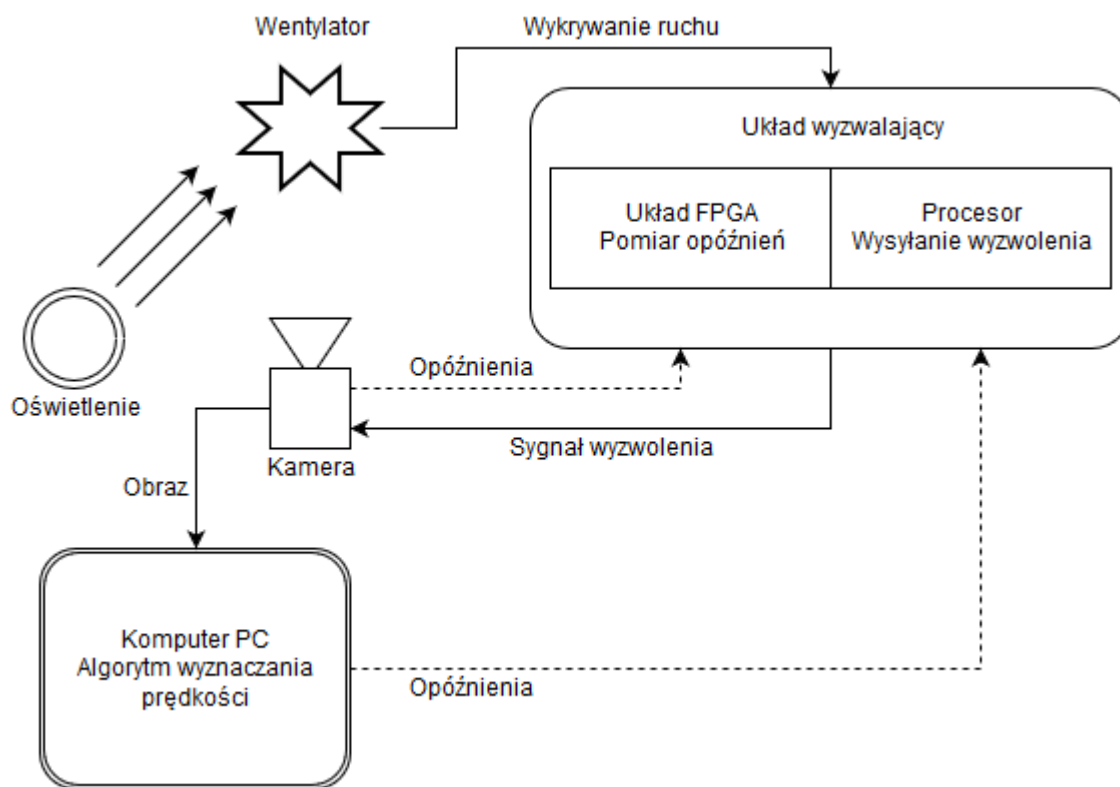 Wentylator
Wykrywanie ruchu
Układ wyzwalający
Układ FPGA
Pomiar opóźnień
Procesor
Wysyłanie wyzwolenia
Oświetlenie
Opóźnienia
Sygnał wyzwolenia
Kamera
Obraz
Komputer PC
Algorytm wyznaczania
prędkości
Opóźnienia